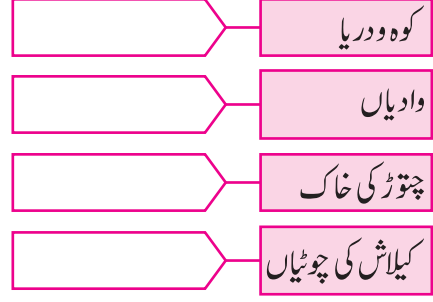 کوہ و دریا
وادیاں
چتوڑ کی خاک
کیلاش کی چوٹیاں